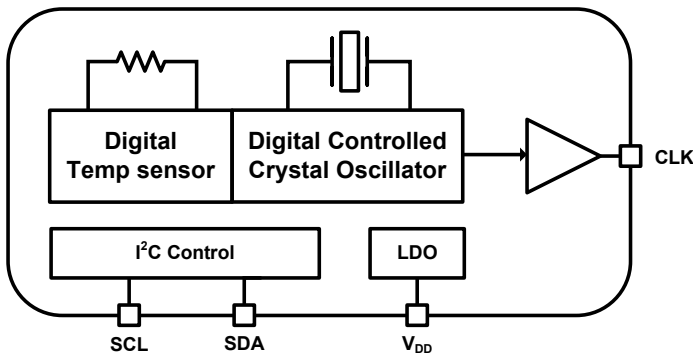 Digital
Temp sensor
Digital Controlled
Crystal Oscillator
CLK
I²C Control
LDO
SCL
SDA
V_DD